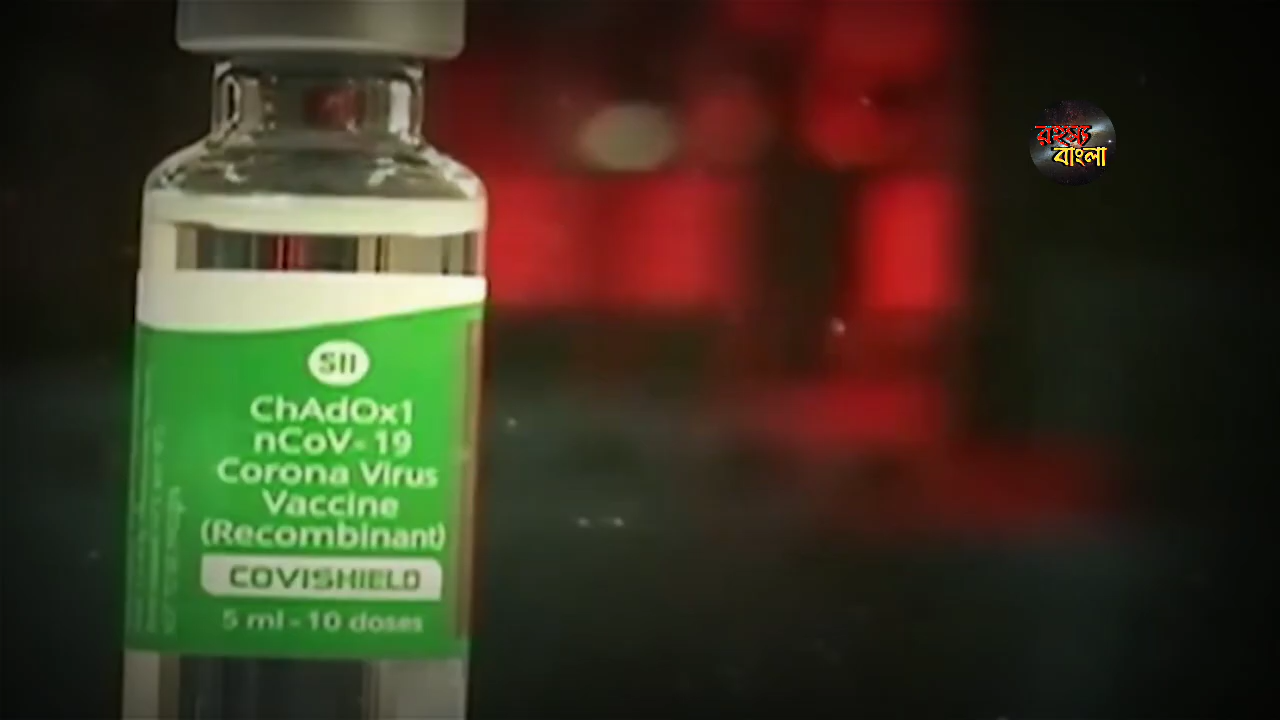 SII
ChAdOx1
nCoV-19
Corona Virus
Vaccine
(Recombinant)
COVISHIELD
5 ml-10 doses
রহস্য
বাংলা